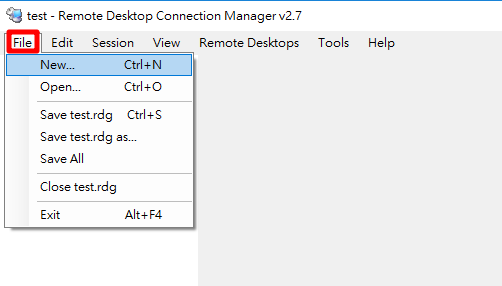 test - Remote Desktop Connection Manager v2.7
File Edit Session View Remote Desktops Tools Help
New... Ctrl+N
Open... Ctrl+O
Save test.rdg Ctrl+S
Save test.rdg as...
Save All
Close test.rdg
Exit Alt+F4